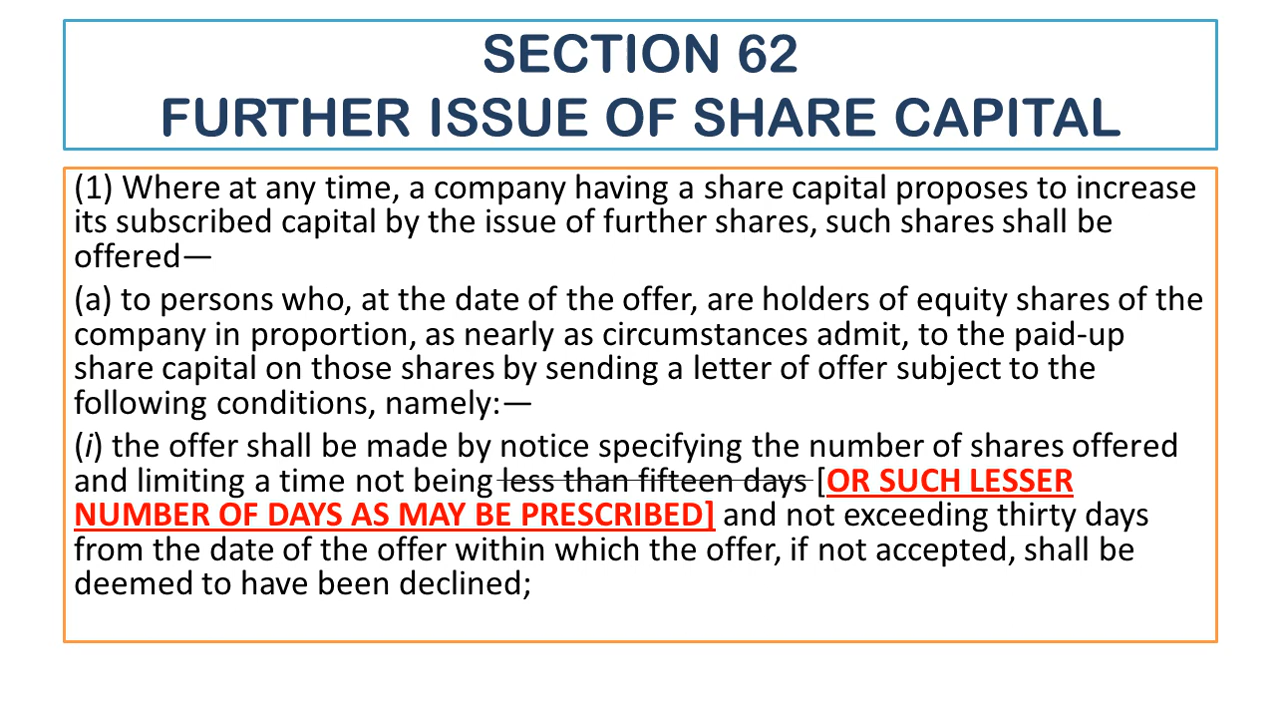 SECTION 62
FURTHER ISSUE OF SHARE CAPITAL
(1) Where at any time, a company having a share capital proposes to increase
its subscribed capital by the issue of further shares, such shares shall be
offered—
(a) to persons who, at the date of the offer, are holders of equity shares of the
company in proportion, as nearly as circumstances admit, to the paid-up
share capital on those shares by sending a letter of offer subject to the
following conditions, namely:—
(i) the offer shall be made by notice specifying the number of shares offered
and limiting a time not being less than fifteen days [OR SUCH LESSER
NUMBER OF DAYS AS MAY BE PRESCRIBED] and not exceeding thirty days
from the date of the offer within which the offer, if not accepted, shall be
deemed to have been declined;